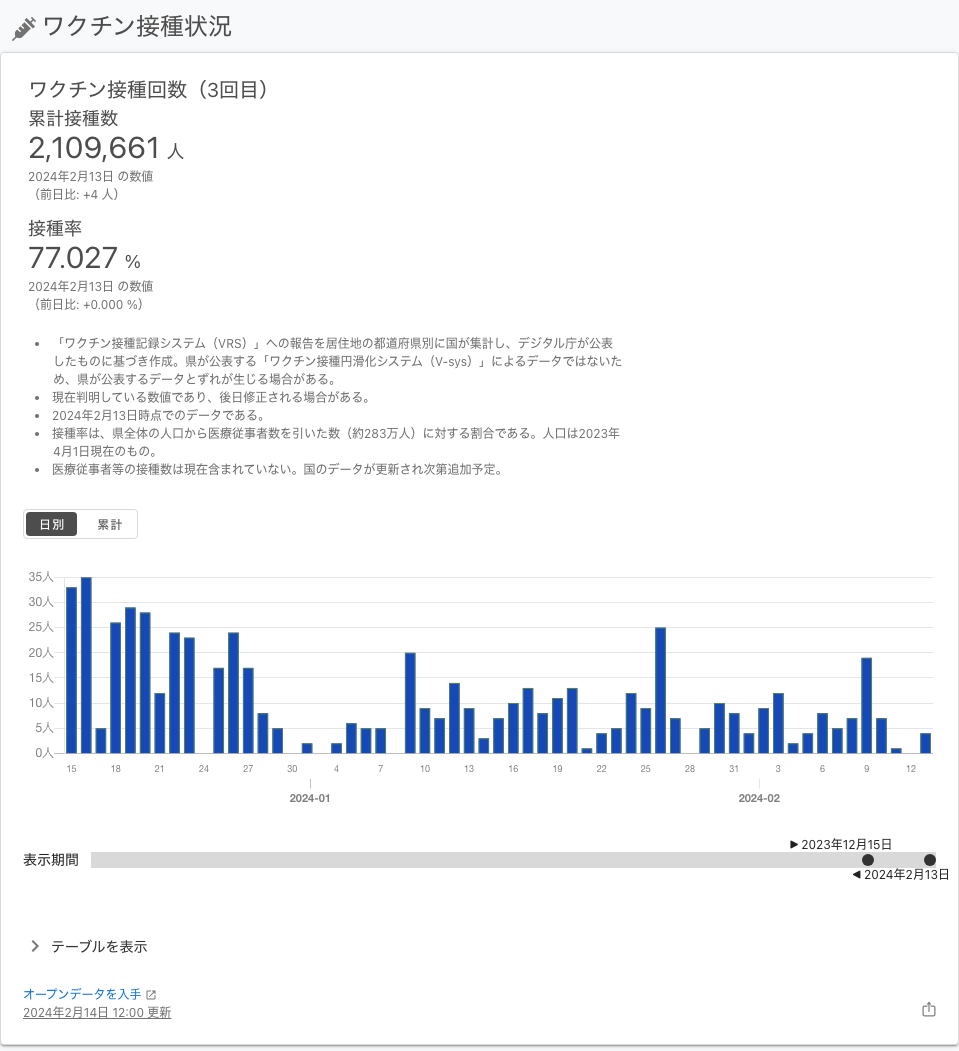 ワクチン接種状況
ワクチン接種回数（3回目）
累計接種数
2,109,661 人
2024年2月13日 の数値
（前日比: +4 人）
接種率
77.027 %
2024年2月13日 の数値
（前日比: +0.000 %）
• 「ワクチン接種記録システム（VRS）」への報告を居住地の都道府県別に国が集計し、デジタル庁が公表
したものに基づき作成。県が公表する「ワクチン接種円滑化システム（V-sys）」によるデータではないた
め、県が公表するデータとずれが生じる場合がある。
• 現在判明している数値であり、後日修正される場合がある。
• 2024年2月13日時点でのデータである。
• 接種率は、県全体の人口から医療従事者数を引いた数（約283万人）に対する割合である。人口は2023年
4月1日現在のもの。
• 医療従事者等の接種数は現在含まれていない。国のデータが更新され次第追加予定。
日別 累計
35人
30人
25人
20人
15人
10人
5人
0人
15 18 21 24 27 30 4 7 10 13 16 19 22 25 28 31 3 6 9 12
2024-01 2024-02
▶ 2023年12月15日
表示期間
◀ 2024年2月13日
テーブルを表示
オープンデータを入手
2024年2月14日 12:00 更新